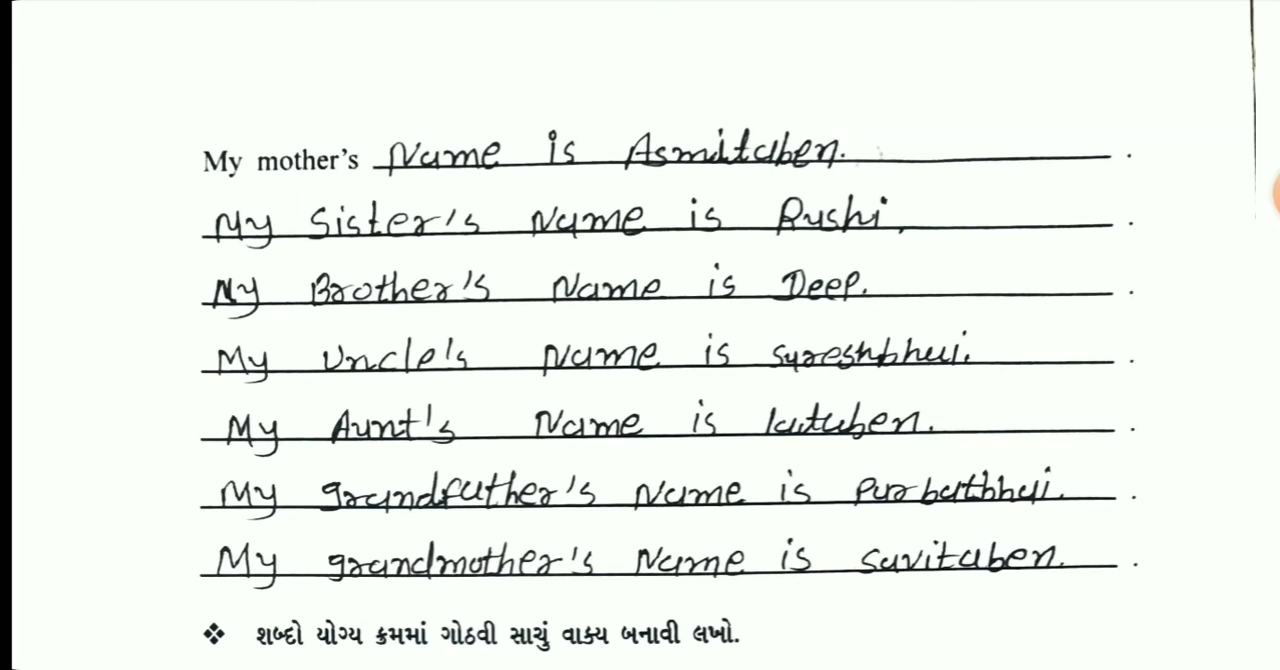 My mother's Name is Asmitaben.
My Sister's Name is Rushi.
My Brother's Name is Deep.
My Uncle's Name is Sureshbhai.
My Aunt's Name is
My grandfather's Name is Purbatbhai.
My grandmother's Name is savitaben.
❖ શબ્દો યોગ્ય ક્રમમાં ગોઠવી સાચું વાક્ય બનાવી લખો.